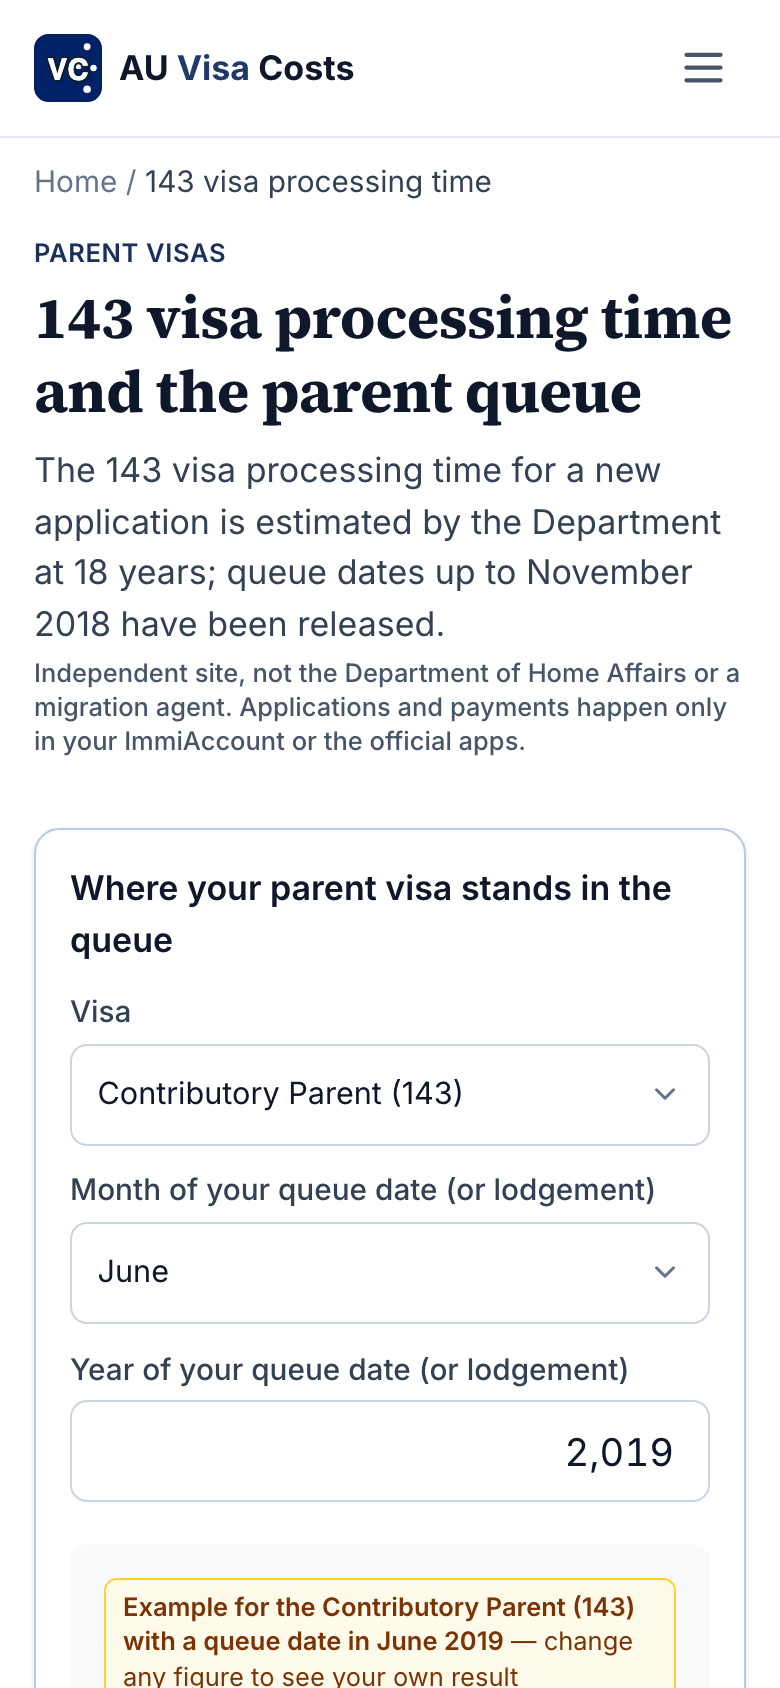 VC
AU Visa Costs
Home / 143 visa processing time
PARENT VISAS
143 visa processing time
and the parent queue
The 143 visa processing time for a new
application is estimated by the Department
at 18 years; queue dates up to November
2018 have been released.
Independent site, not the Department of Home Affairs or a
migration agent. Applications and payments happen only
in your ImmiAccount or the official apps.
Where your parent visa stands in the
queue
Visa
Contributory Parent (143)
Month of your queue date (or lodgement)
June
Year of your queue date (or lodgement)
2,019
Example for the Contributory Parent (143)
with a queue date in June 2019 — change
any figure to see your own result